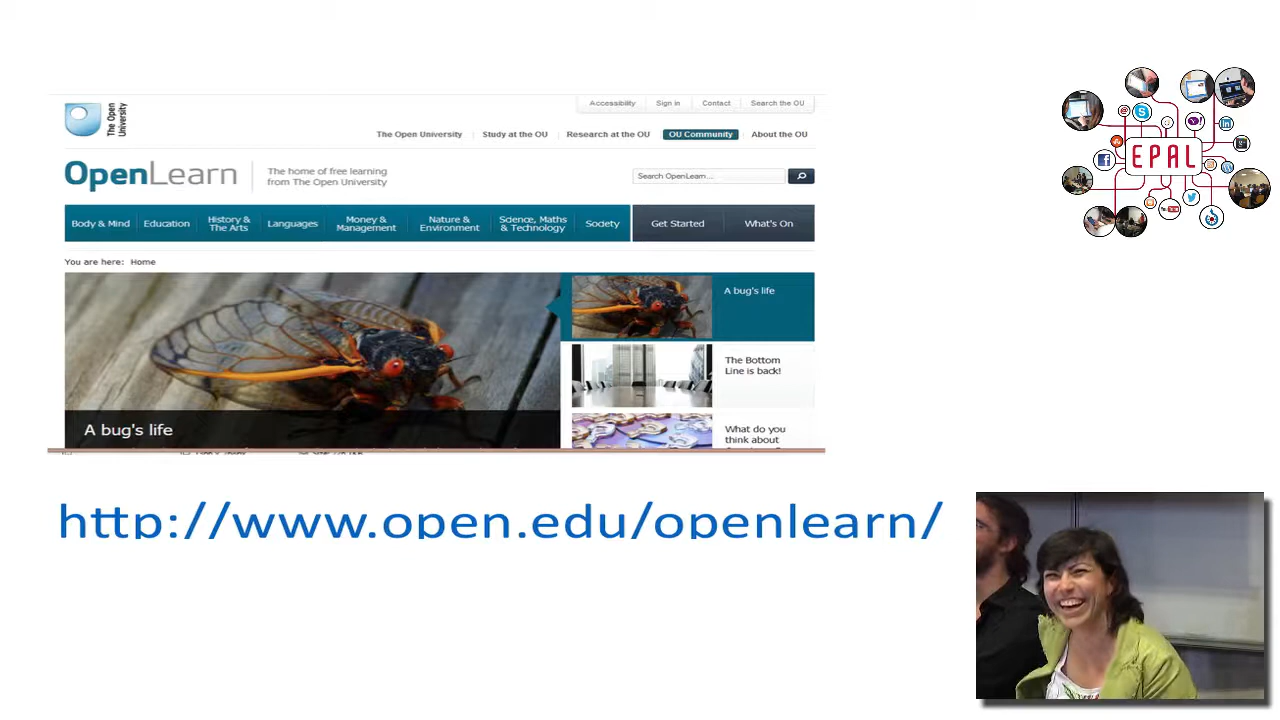 Accessibility Sign in Contact Search the OU
The Open University
The Open University Study at the OU Research at the OU OU Community About the OU
OpenLearn
The home of free learning
from The Open University
Search OpenLearn...
Body & Mind
Education
History &
The Arts
Languages
Money &
Management
Nature &
Environment
Science, Maths
& Technology
Society
Get Started
What's On
You are here: Home
A bug's life
A bug's life
The Bottom
Line is back!
What do you
think about
EPAL
http://www.open.edu/openlearn/